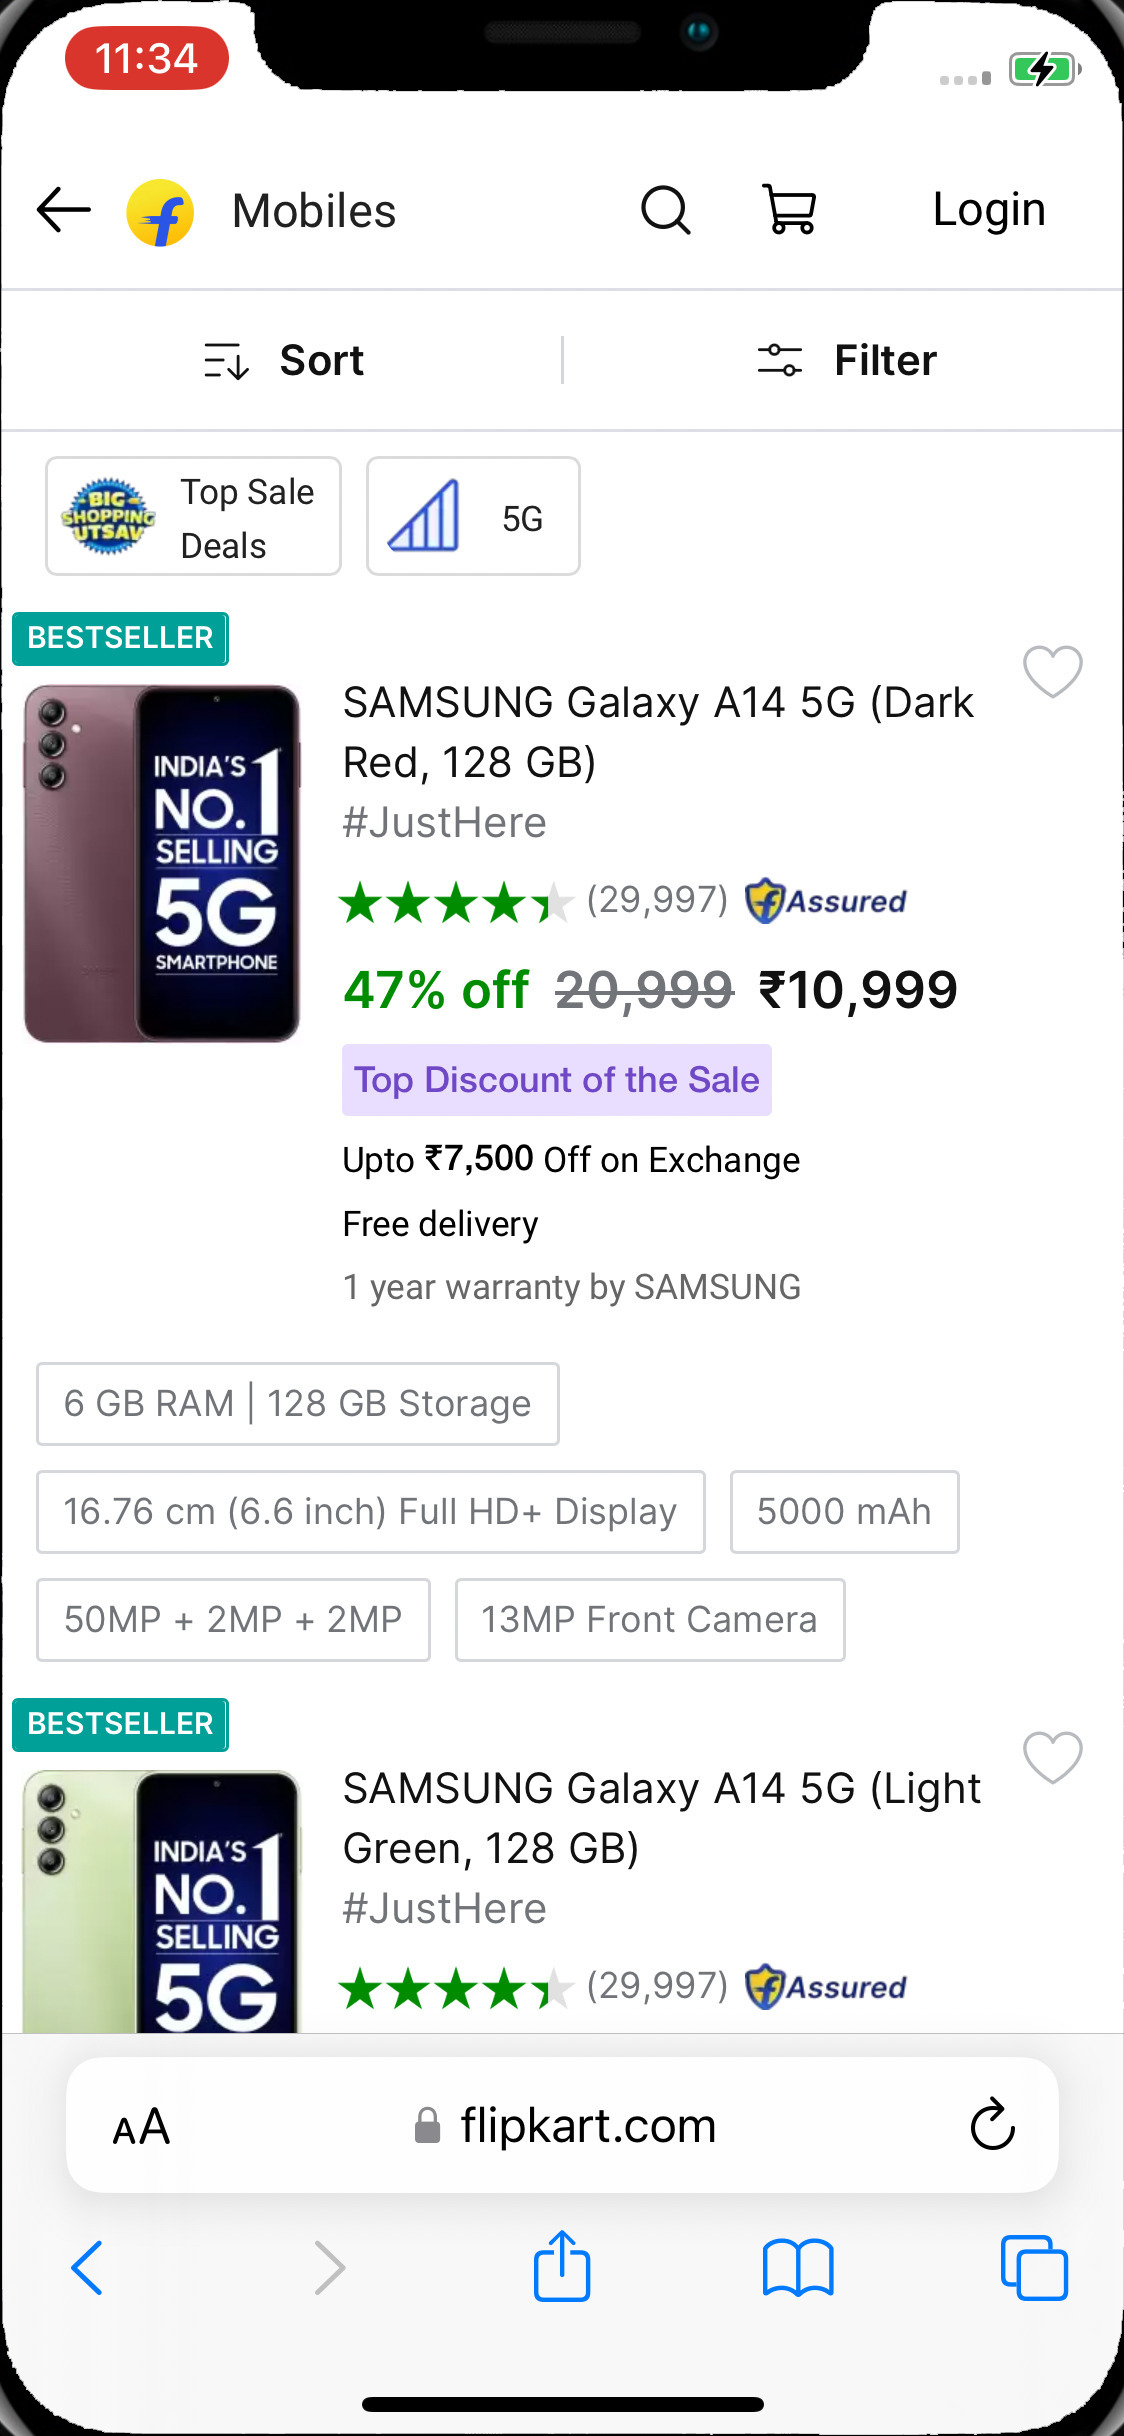 11:34
Mobiles
Login
Sort
Filter
BIG
SHOPPING
UTSAV
Top Sale
Deals
5G
BESTSELLER
INDIA'S 1
NO.
SELLING
5G
SMARTPHONE
SAMSUNG Galaxy A14 5G (Dark
Red, 128 GB)
#JustHere
(29,997) f Assured
47% off 20,999 ₹10,999
Top Discount of the Sale
Upto ₹7,500 Off on Exchange
Free delivery
1 year warranty by SAMSUNG
6 GB RAM | 128 GB Storage
16.76 cm (6.6 inch) Full HD+ Display
5000 mAh
50MP + 2MP + 2MP
13MP Front Camera
BESTSELLER
INDIA'S 1
NO.
SELLING
5G
SAMSUNG Galaxy A14 5G (Light
Green, 128 GB)
#JustHere
(29,997) f Assured
AA flipkart.com